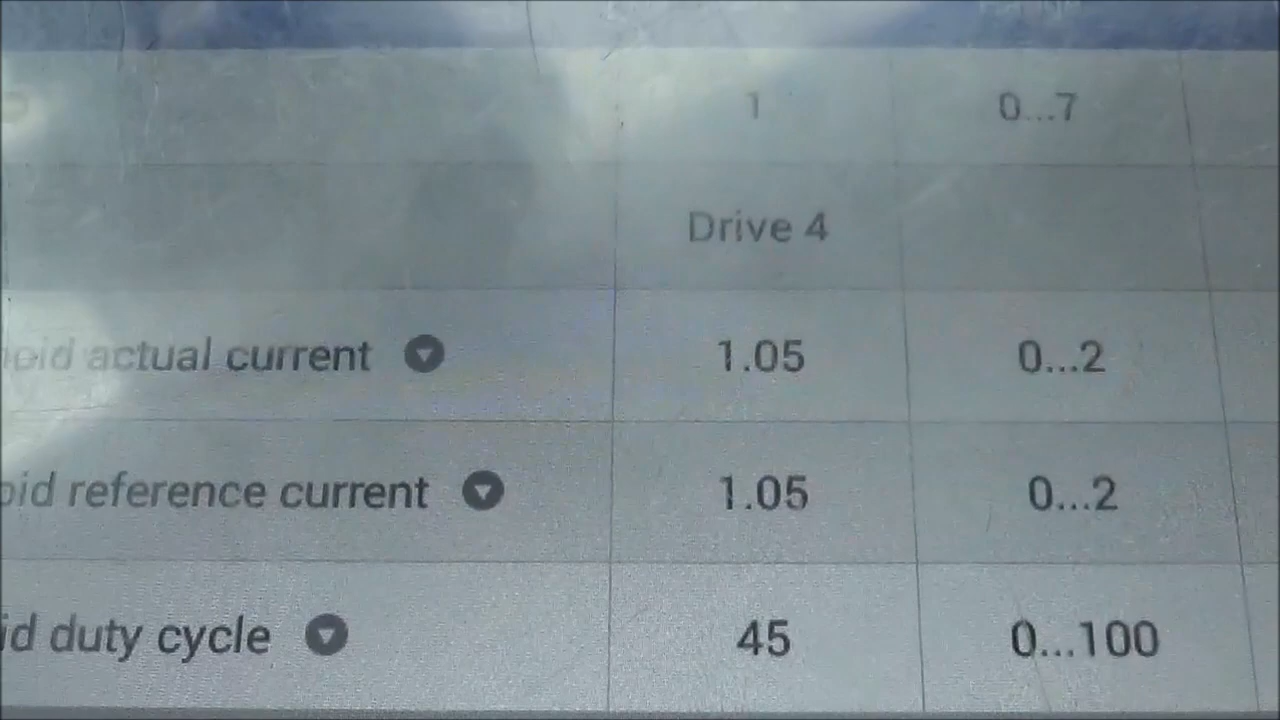 1 0...7
Drive 4
actual current 1.05 0...2
reference current 1.05 0...2
id duty cycle 45 0...100